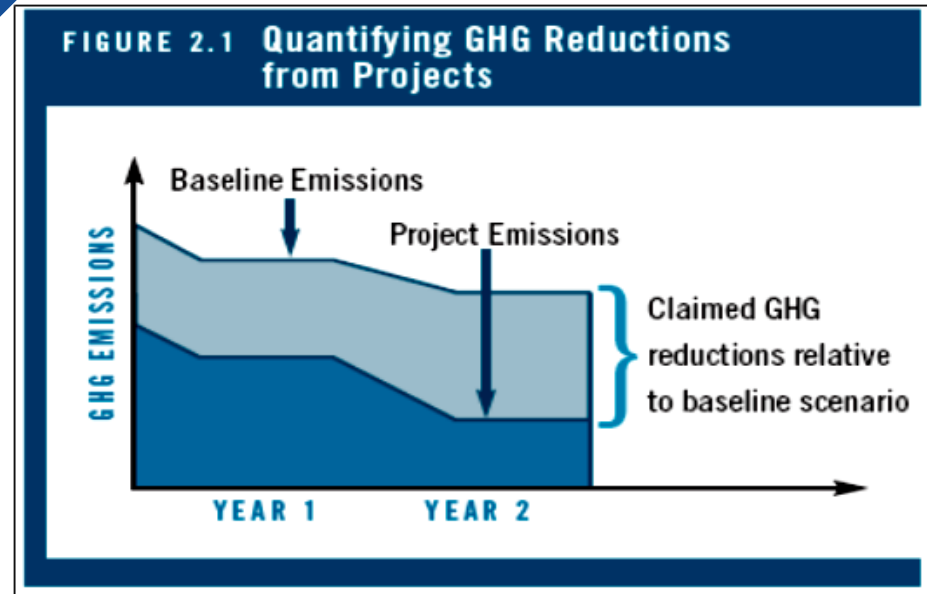 FIGURE 2.1 Quantifying GHG Reductions
from Projects
Baseline Emissions
Project Emissions
GHG EMISSIONS
Claimed GHG
reductions relative
to baseline scenario
YEAR 1 YEAR 2